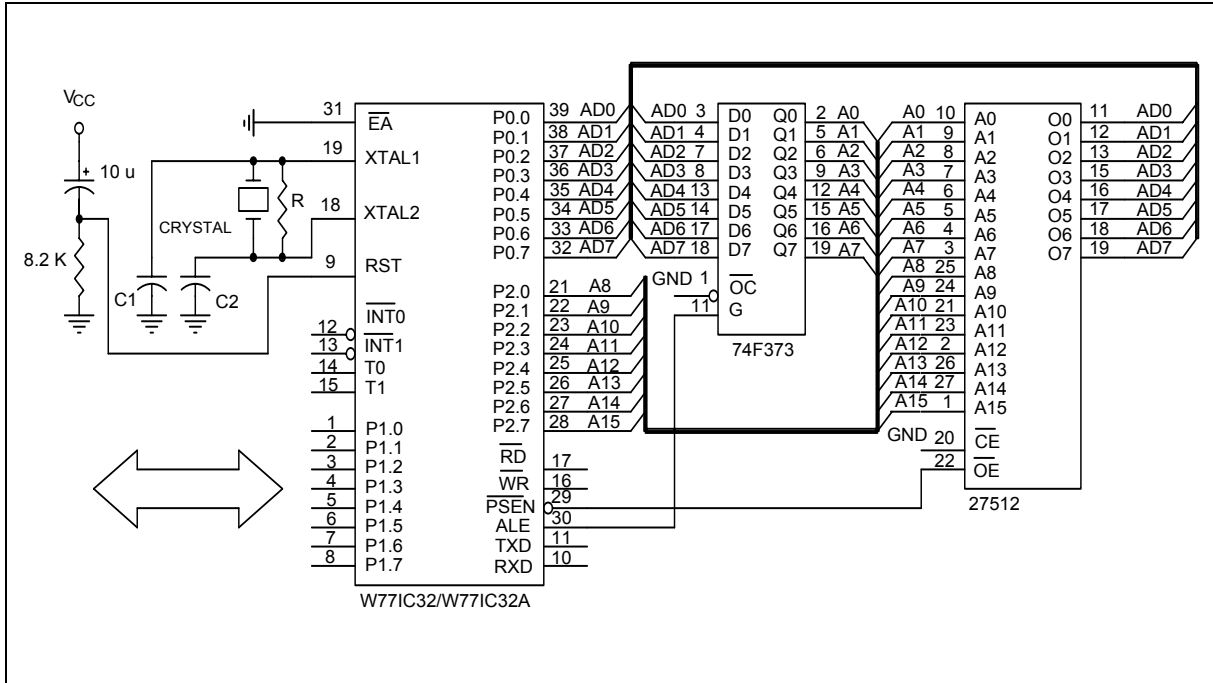 VCC
10 u
8.2 K
C1
C2
CRYSTAL
R
31 EA
19 XTAL1
18 XTAL2
9 RST
12 INT0
13 INT1
14 T0
15 T1
1 P1.0
2 P1.1
3 P1.2
4 P1.3
5 P1.4
6 P1.5
7 P1.6
8 P1.7
P0.0 39 AD0
P0.1 38 AD1
P0.2 37 AD2
P0.3 36 AD3
P0.4 35 AD4
P0.5 34 AD5
P0.6 33 AD6
P0.7 32 AD7
P2.0 21 A8
P2.1 22 A9
P2.2 23 A10
P2.3 24 A11
P2.4 25 A12
P2.5 26 A13
P2.6 27 A14
P2.7 28 A15
RD 17
WR 16
PSEN 29
ALE 30
TXD 11
RXD 10
W77IC32/W77IC32A
AD0 3 D0 Q0 2 A0
AD1 4 D1 Q1 5 A1
AD2 7 D2 Q2 6 A2
AD3 8 D3 Q3 9 A3
AD4 13 D4 Q4 12 A4
AD5 14 D5 Q5 15 A5
AD6 17 D6 Q6 16 A6
AD7 18 D7 Q7 19 A7
GND 1 OC
11 G
74F373
A0 10 A0 O0 11 AD0
A1 9 A1 O1 12 AD1
A2 8 A2 O2 13 AD2
A3 7 A3 O3 15 AD3
A4 6 A4 O4 16 AD4
A5 5 A5 O5 17 AD5
A6 4 A6 O6 18 AD6
A7 3 A7 O7 19 AD7
A8 25 A8
A9 24 A9
A10 21 A10
A11 23 A11
A12 2 A12
A13 26 A13
A14 27 A14
A15 1 A15
GND 20 CE
22 OE
27512